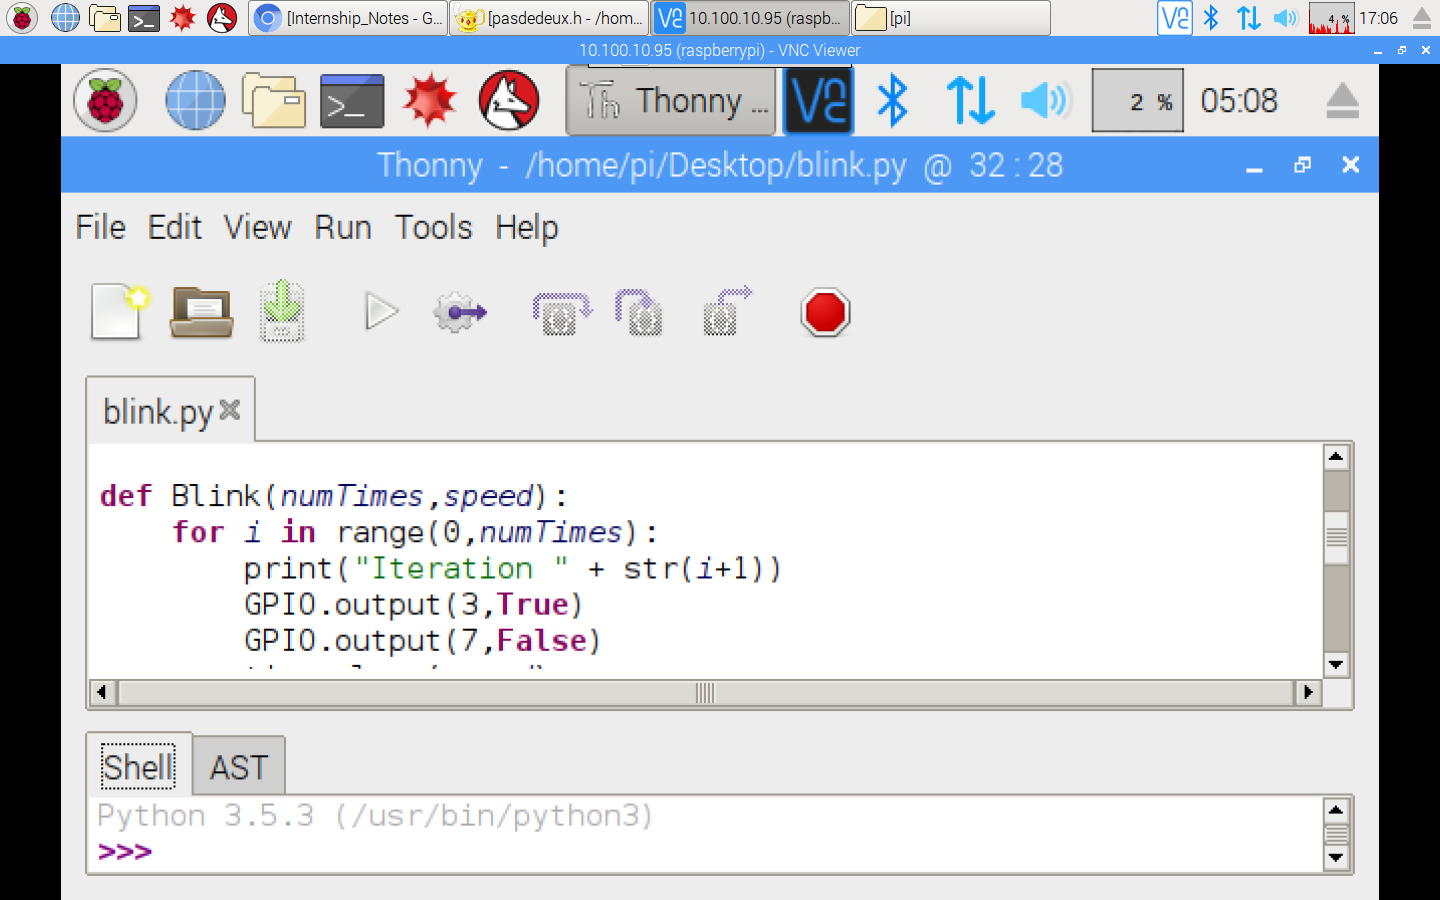 [Internship_Notes - G...
[pasdedeux.h - /hom...
10.100.10.95 (raspb...
[pi]
4 %
17:06
10.100.10.95 (raspberrypi) - VNC Viewer
Thonny ...
2 %
05:08
Thonny - /home/pi/Desktop/blink.py @ 32 : 28
File Edit View Run Tools Help
blink.py
def Blink(numTimes,speed):
for i in range(0,numTimes):
print("Iteration " + str(i+1))
GPIO.output(3,True)
GPIO.output(7,False)
Shell
AST
Python 3.5.3 (/usr/bin/python3)
>>>